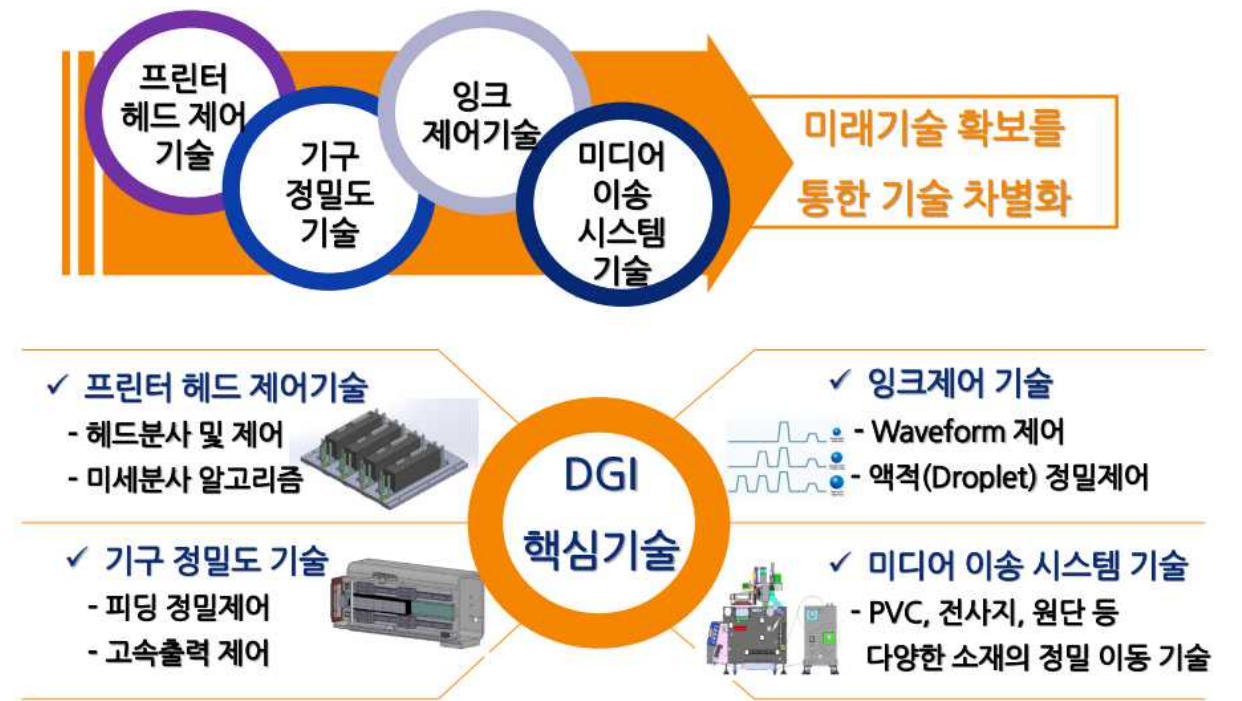 프린터
헤드 제어
기술
기구
정밀도
기술
잉크
제어기술
미디어
이송
시스템
기술
미래기술 확보를
통한 기술 차별화
✓ 프린터 헤드 제어기술
- 헤드분사 및 제어
- 미세분사 알고리즘
✓ 기구 정밀도 기술
- 피딩 정밀제어
- 고속출력 제어
DGI
핵심기술
✓ 잉크제어 기술
- Waveform 제어
- 액적(Droplet) 정밀제어
✓ 미디어 이송 시스템 기술
- PVC, 전사지, 원단 등
다양한 소재의 정밀 이동 기술